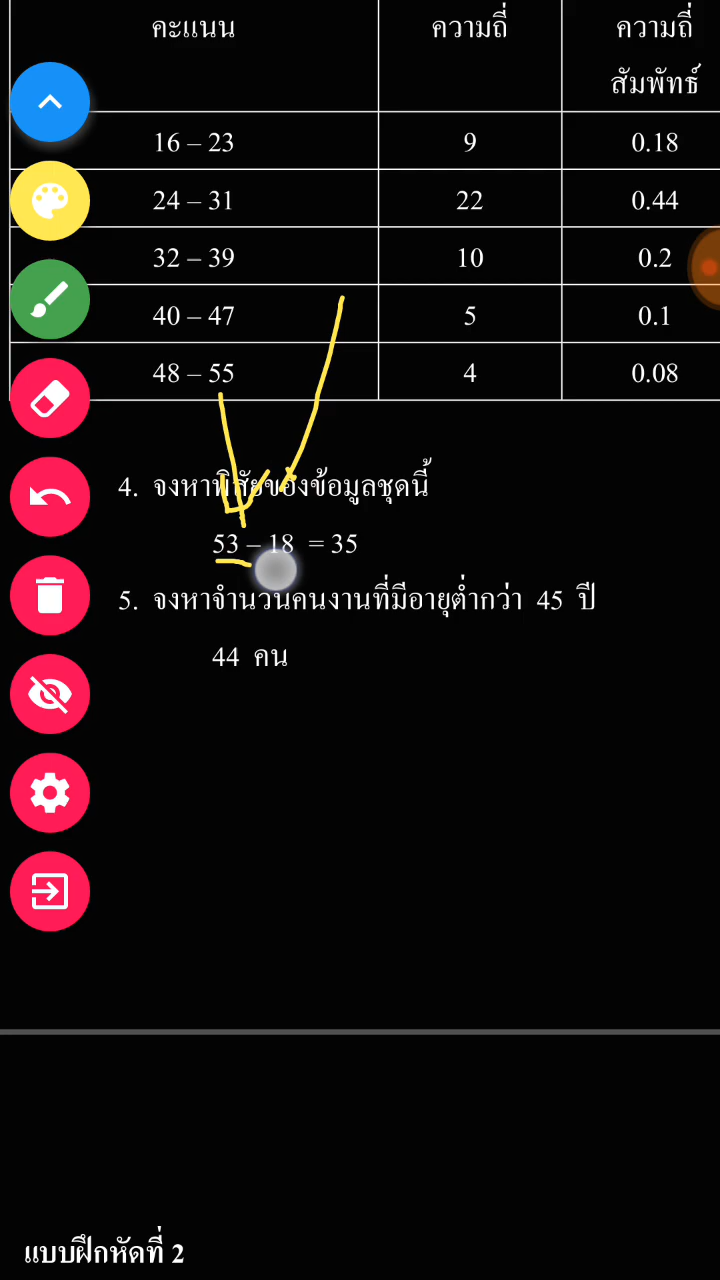 คะแนน ความถี่ ความถี่
สัมพัทธ์
16 – 23 9 0.18
24 – 31 22 0.44
32 – 39 10 0.2
40 – 47 5 0.1
48 – 55 4 0.08
4. จงหาพิสัยของข้อมูลชุดนี้
53 – 18 = 35
5. จงหาจำนวนคนงานที่มีอายุต่ำกว่า 45 ปี
44 คน
แบบฝึกหัดที่ 2